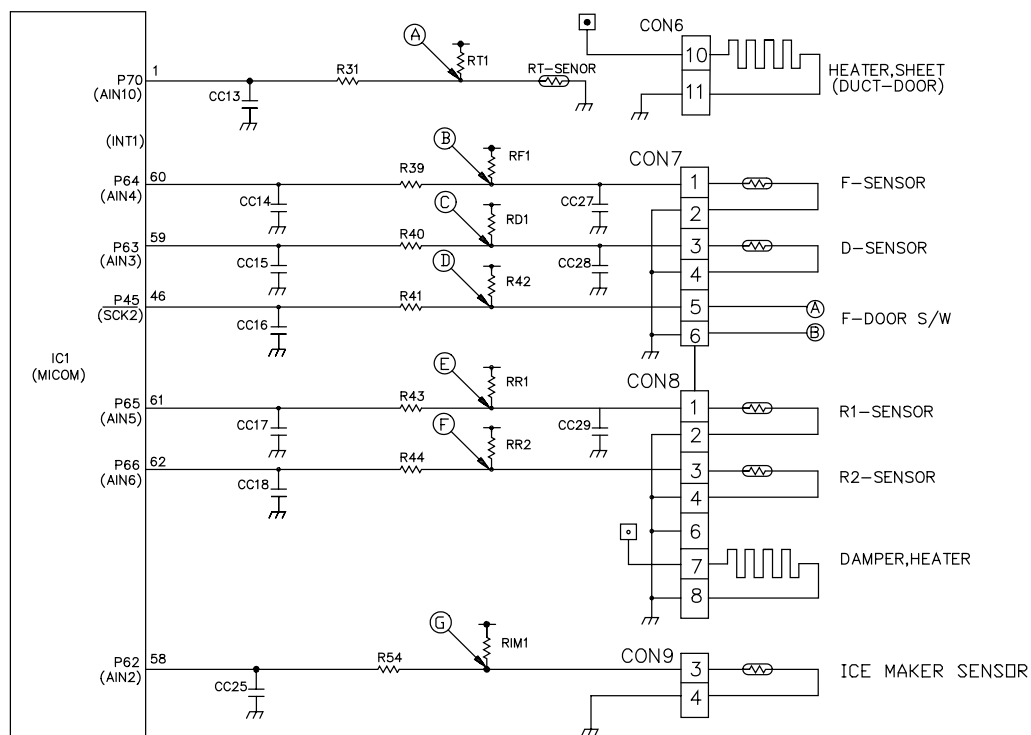 CON6
A
RT1
RT-SENOR
10
11
HEATER,SHEET
(DUCT-DOOR)
P70
(AIN10)
1
R31
CC13
(INT1)
B
RF1
CON7
P64
(AIN4)
60
R39
CC14
CC27
1
2
F-SENSOR
C
RD1
P63
(AIN3)
59
R40
CC15
CC28
3
4
D-SENSOR
D
R42
P45
(SCK2)
46
R41
CC16
5
6
A
B
F-DOOR S/W
IC1
(MICOM)
E
RR1
CON8
P65
(AIN5)
61
R43
CC17
CC29
1
2
R1-SENSOR
F
RR2
P66
(AIN6)
62
R44
CC18
3
4
R2-SENSOR
6
7
8
DAMPER,HEATER
G
RIM1
CON9
P62
(AIN2)
58
R54
CC25
3
4
ICE MAKER SENSOR